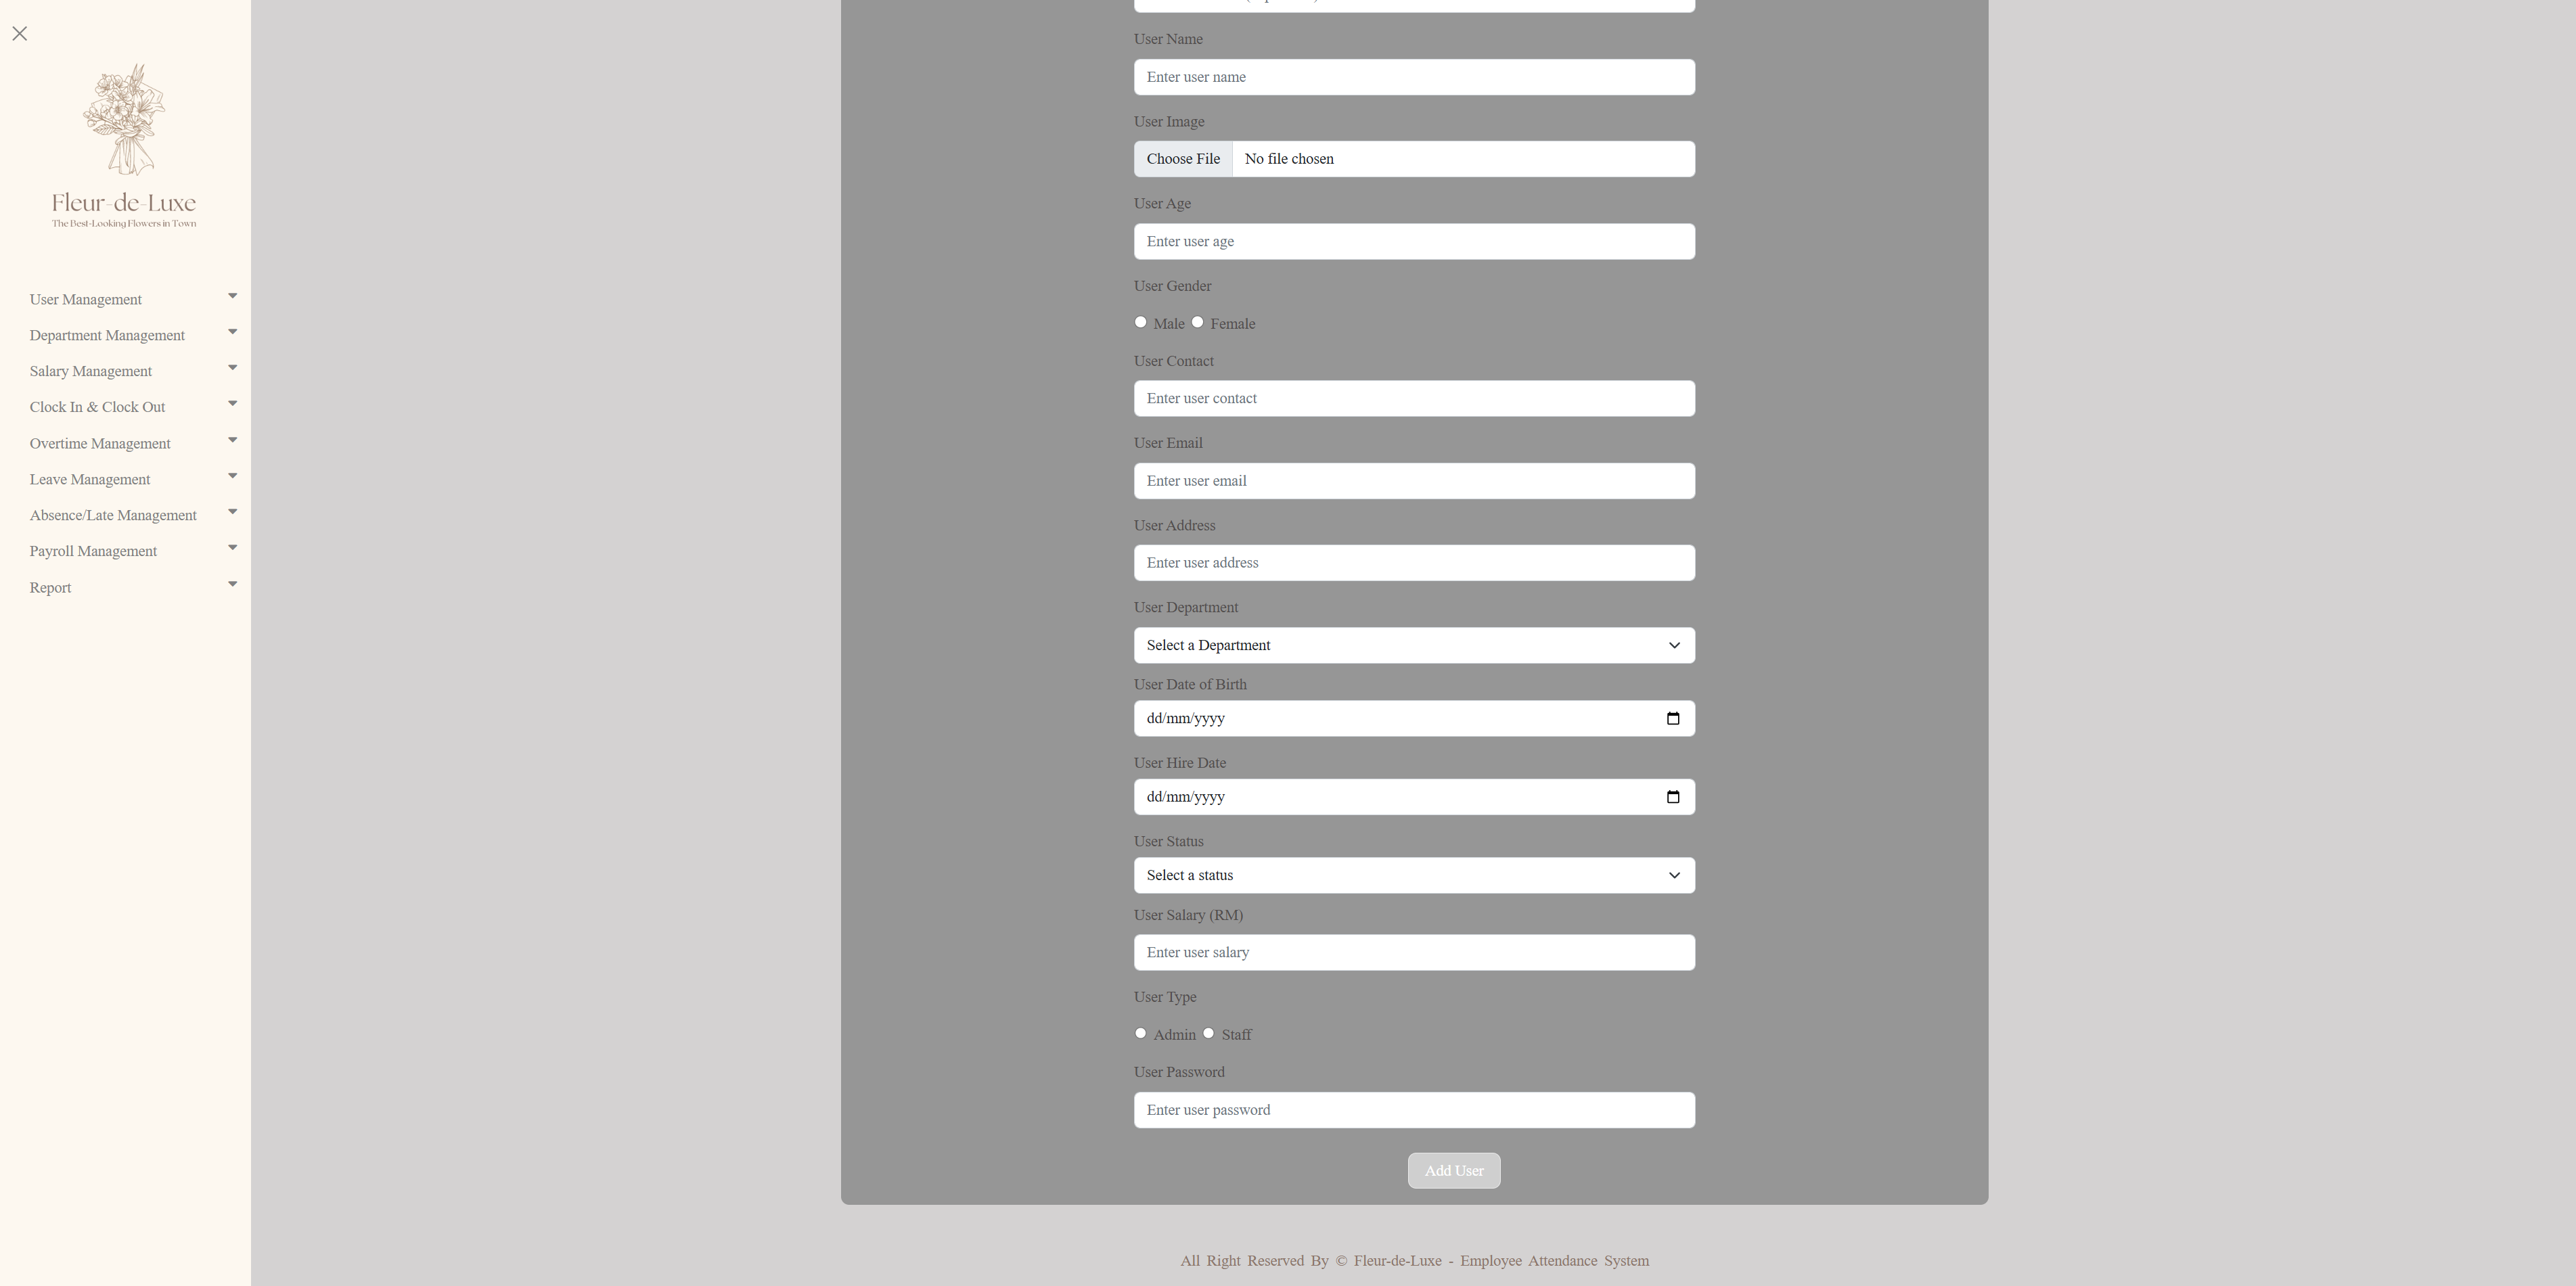 Fleur-de-Luxe
The Best-Looking Flowers in Town
User Management
Department Management
Salary Management
Clock In & Clock Out
Overtime Management
Leave Management
Absence/Late Management
Payroll Management
Report
User Name
Enter user name
User Image
Choose File No file chosen
User Age
Enter user age
User Gender
Male Female
User Contact
Enter user contact
User Email
Enter user email
User Address
Enter user address
User Department
Select a Department
User Date of Birth
dd/mm/yyyy
User Hire Date
dd/mm/yyyy
User Status
Select a status
User Salary (RM)
Enter user salary
User Type
Admin Staff
User Password
Enter user password
Add User
All Right Reserved By © Fleur-de-Luxe - Employee Attendance System